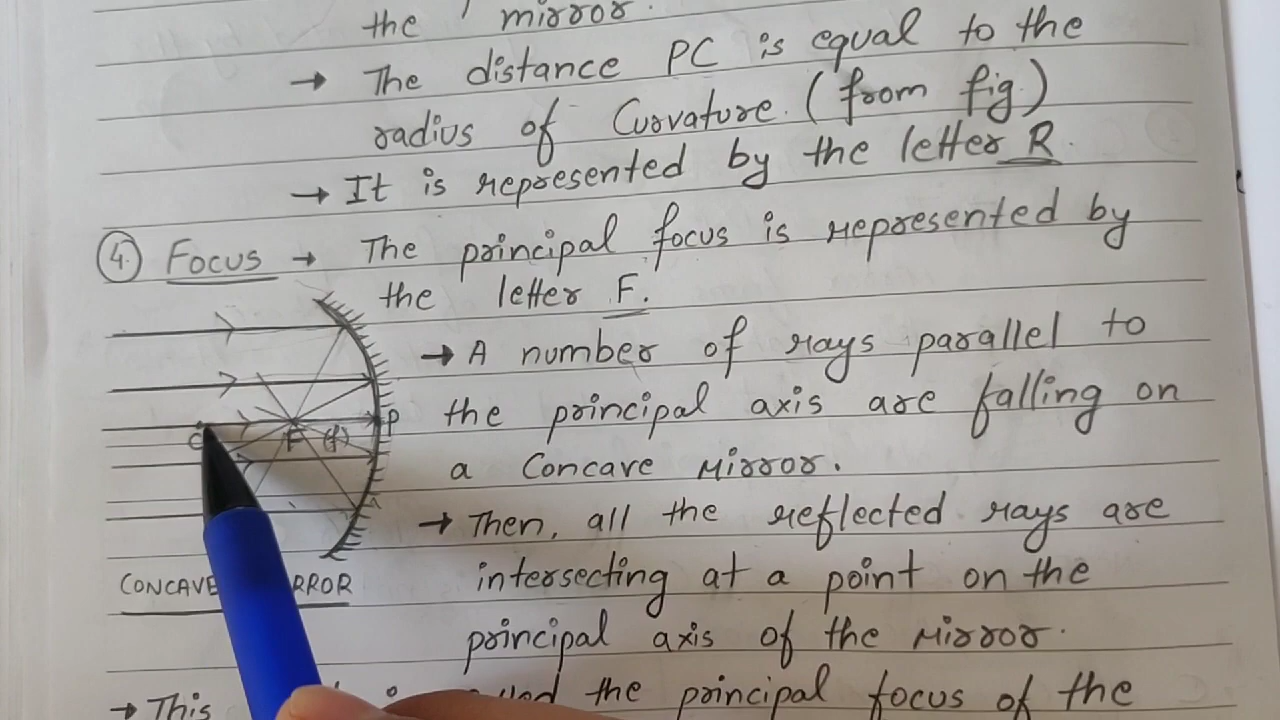 the mirror.
→ The distance PC is equal to the
radius of Curvature. (from fig.)
→ It is represented by the letter R.
④ Focus → The principal focus is represented by
the letter F.
→ A number of rays parallel to
the principal axis are falling on
a Concave Mirror.
C F (f) P
→ Then, all the reflected rays are
intersecting at a point on the
CONCAVE
principal axis of the Mirror.
→ This the principal focus of the